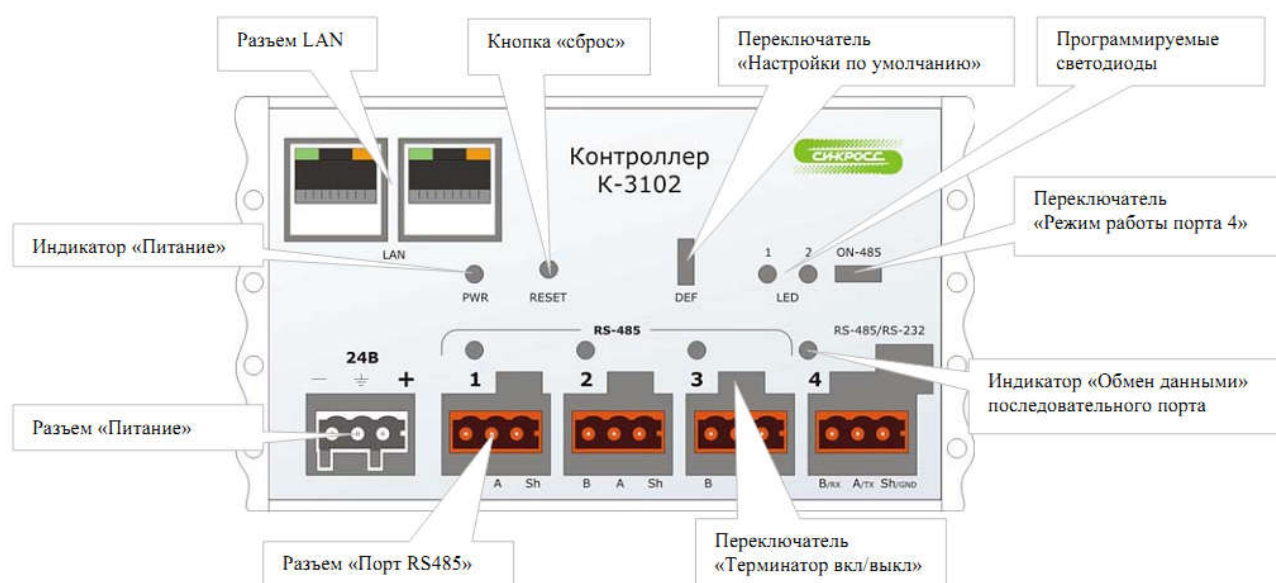 Разъем LAN
Кнопка «сброс»
Переключатель
«Настройки по умолчанию»
Программируемые
светодиоды
Контроллер
К-3102
СИКРОСС
Переключатель
«Режим работы порта 4»
Индикатор «Питание»
LAN
PWR
RESET
DEF
1
2
LED
ON-485
RS-485
RS-485/RS-232
24В
— +
1
2
3
4
Индикатор «Обмен данными»
последовательного порта
Разъем «Питание»
A Sh
B A Sh
B
B/RX A/TX Sh/GND
Разъем «Порт RS485»
Переключатель
«Терминатор вкл/выкл»